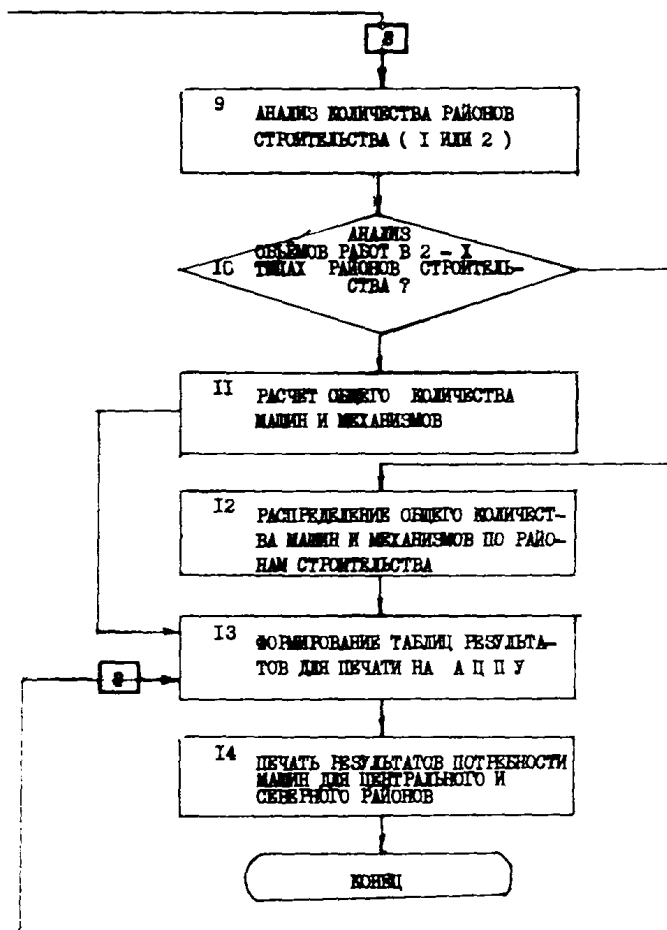 8
9
АНАЛИЗ КОЛИЧЕСТВА РАЙОНОВ
СТРОИТЕЛЬСТВА ( I ИЛИ 2 )
АНАЛИЗ
ОБЪЕМОВ РАБОТ В 2 - Х
10 ТИПАХ РАЙОНОВ СТРОИТЕЛЬ-
СТВА ?
II
РАСЧЕТ ОБЩЕГО КОЛИЧЕСТВА
МАШИН И МЕХАНИЗМОВ
I2
РАСПРЕДЕЛЕНИЕ ОБЩЕГО КОЛИЧЕСТ-
ВА МАШИН И МЕХАНИЗМОВ ПО РАЙО-
НАМ СТРОИТЕЛЬСТВА
I3
ФОРМИРОВАНИЕ ТАБЛИЦ РЕЗУЛЬТА-
ТОВ ДЛЯ ПЕЧАТИ НА А Ц П У
8
I4
ПЕЧАТЬ РЕЗУЛЬТАТОВ ПОТРЕБНОСТИ
МАШИН ДЛЯ ЦЕНТРАЛЬНОГО И
СЕВЕРНОГО РАЙОНОВ
КОНЕЦ